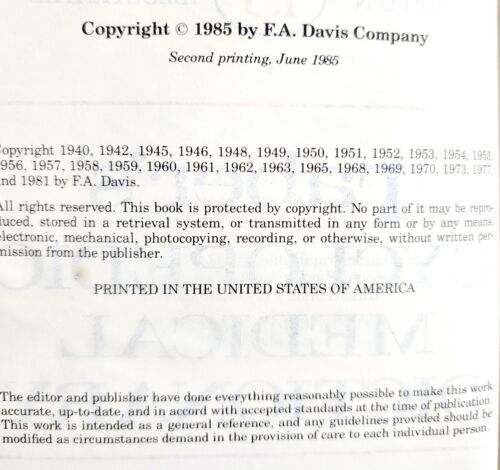 Copyright © 1985 by F.A. Davis Company
Second printing, June 1985
opyright 1940, 1942, 1945, 1946, 1948, 1949, 1950, 1951, 1952, 1953, 1954, 1955,
956, 1957, 1958, 1959, 1960, 1961, 1962, 1963, 1965, 1968, 1969, 1970, 1973, 1977,
nd 1981 by F.A. Davis.
All rights reserved. This book is protected by copyright. No part of it may be repro-
duced, stored in a retrieval system, or transmitted in any form or by any means,
electronic, mechanical, photocopying, recording, or otherwise, without written per-
mission from the publisher.
PRINTED IN THE UNITED STATES OF AMERICA
The editor and publisher have done everything reasonably possible to make this work
accurate, up-to-date, and in accord with accepted standards at the time of publication.
This work is intended as a general reference, and any guidelines provided should be
modified as circumstances demand in the provision of care to each individual person.